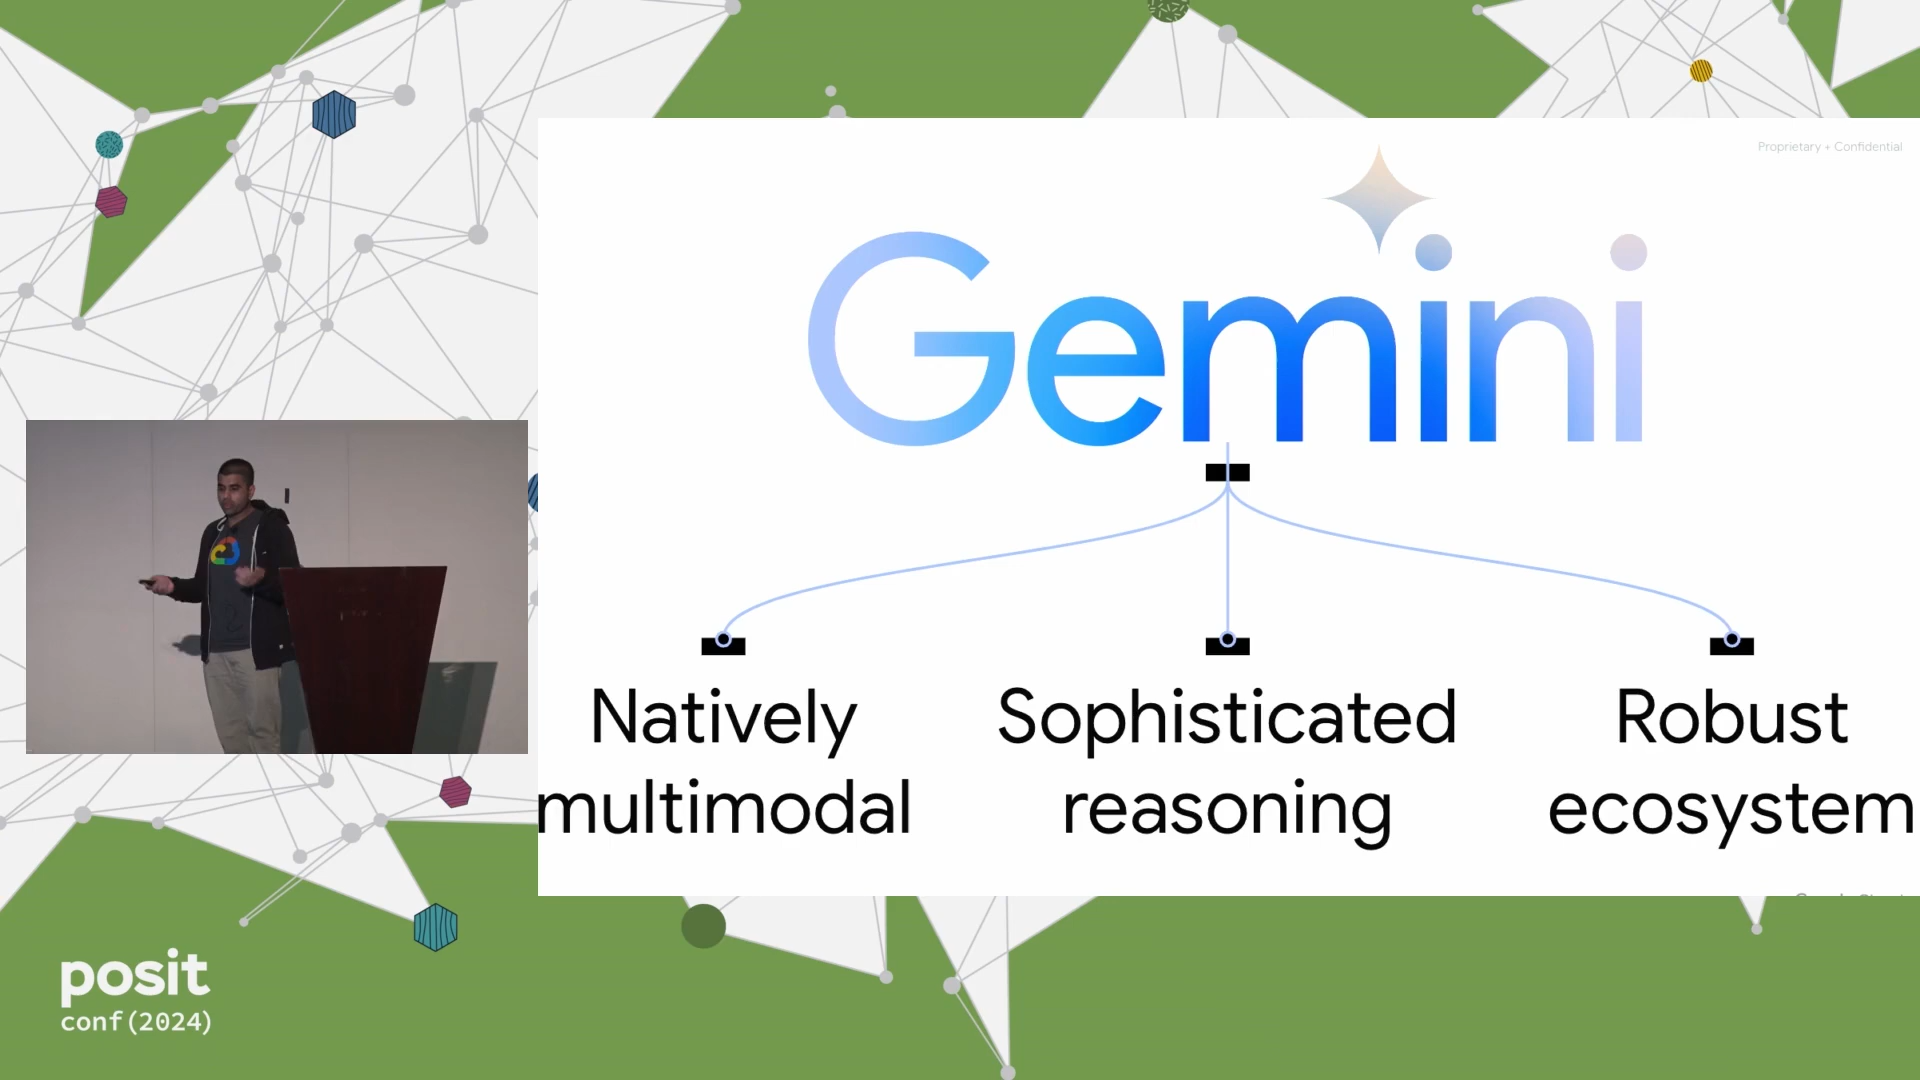 Proprietary + Confidential
Gemini
Natively
multimodal
Sophisticated
reasoning
Robust
ecosystem
posit
conf(2024)